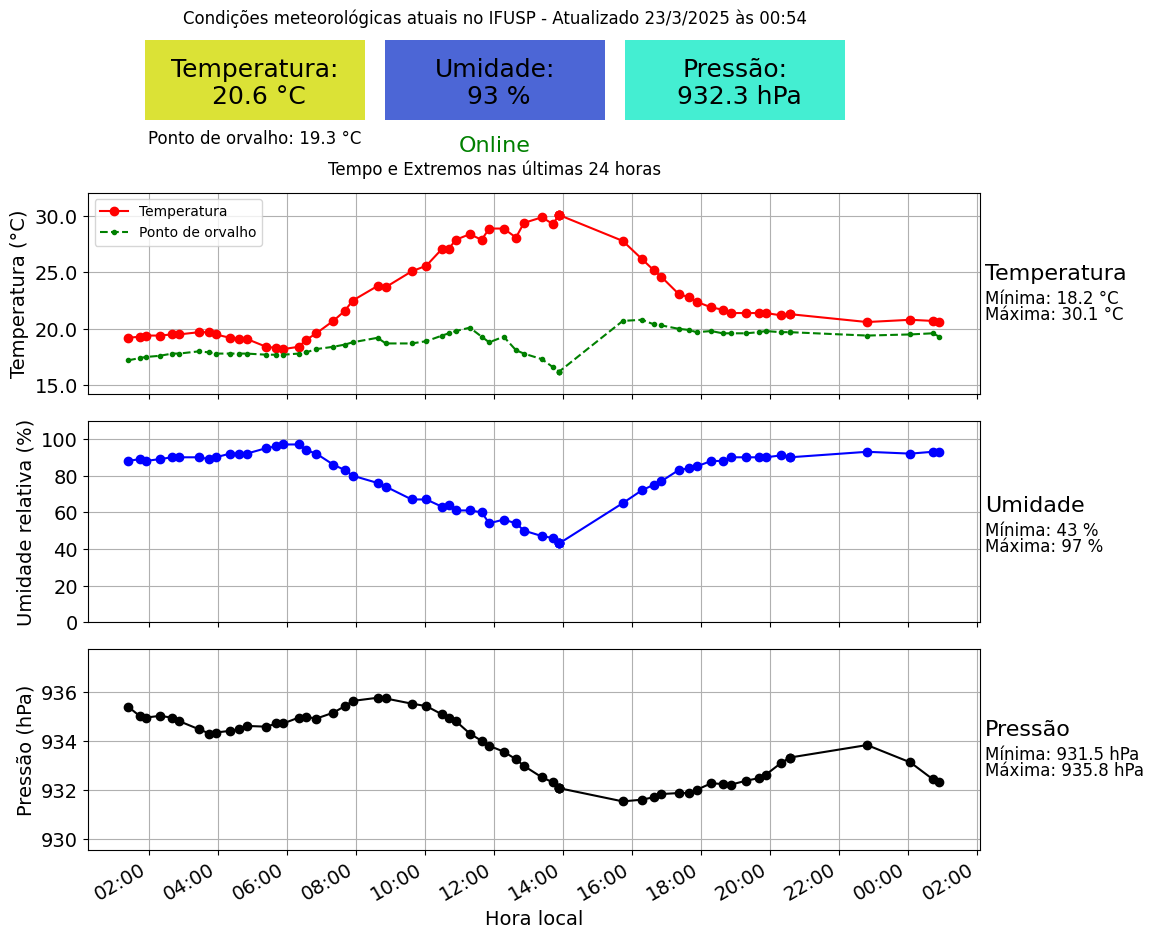 Condições meteorológicas atuais no IFUSP - Atualizado 23/3/2025 às 00:54
Temperatura:
20.6 °C
Umidade:
93 %
Pressão:
932.3 hPa
Ponto de orvalho: 19.3 °C
Online
Tempo e Extremos nas últimas 24 horas
Temperatura (°C)
30.0
25.0
20.0
15.0
Temperatura
Ponto de orvalho
Temperatura
Mínima: 18.2 °C
Máxima: 30.1 °C
Umidade relativa (%)
100
80
60
40
20
0
Umidade
Mínima: 43 %
Máxima: 97 %
Pressão (hPa)
936
934
932
930
Pressão
Mínima: 931.5 hPa
Máxima: 935.8 hPa
02:00
04:00
06:00
08:00
10:00
12:00
14:00
16:00
18:00
20:00
22:00
00:00
02:00
Hora local